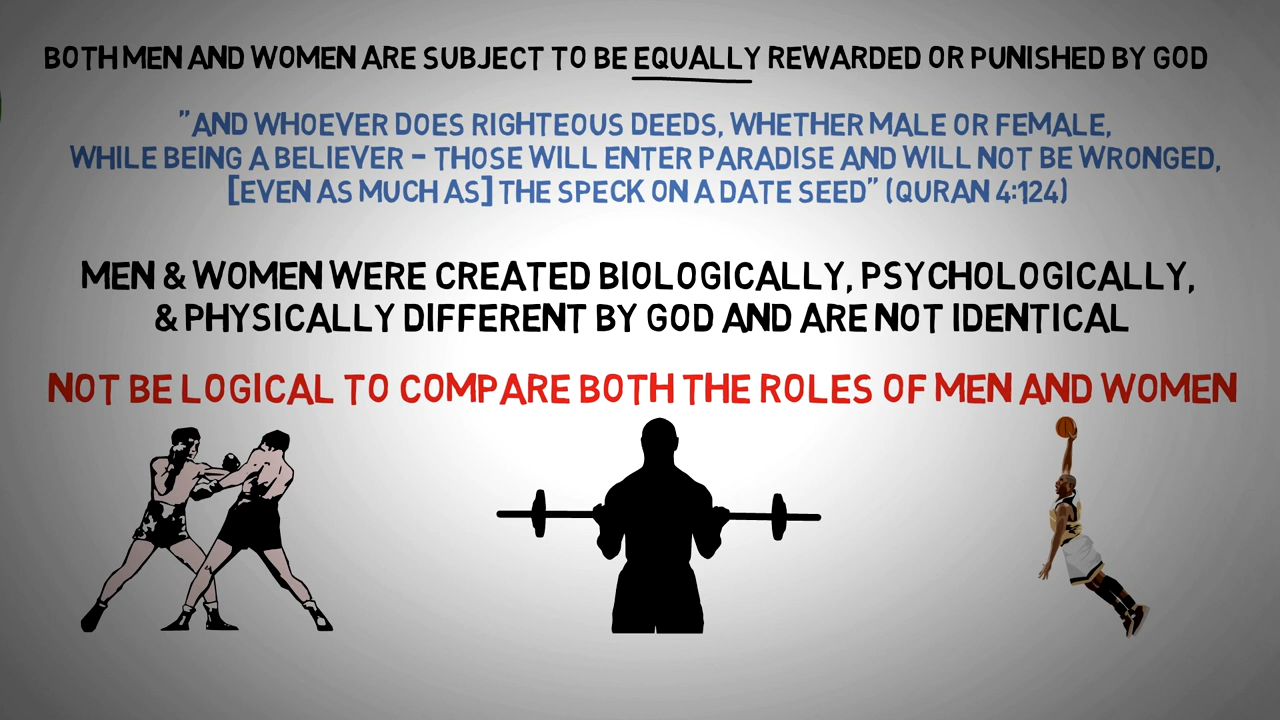 BOTH MEN AND WOMEN ARE SUBJECT TO BE EQUALLY REWARDED OR PUNISHED BY GOD
"AND WHOEVER DOES RIGHTEOUS DEEDS, WHETHER MALE OR FEMALE,
WHILE BEING A BELIEVER – THOSE WILL ENTER PARADISE AND WILL NOT BE WRONGED,
[EVEN AS MUCH AS] THE SPECK ON A DATE SEED" (QURAN 4:124)
MEN & WOMEN WERE CREATED BIOLOGICALLY, PSYCHOLOGICALLY,
& PHYSICALLY DIFFERENT BY GOD AND ARE NOT IDENTICAL
NOT BE LOGICAL TO COMPARE BOTH THE ROLES OF MEN AND WOMEN